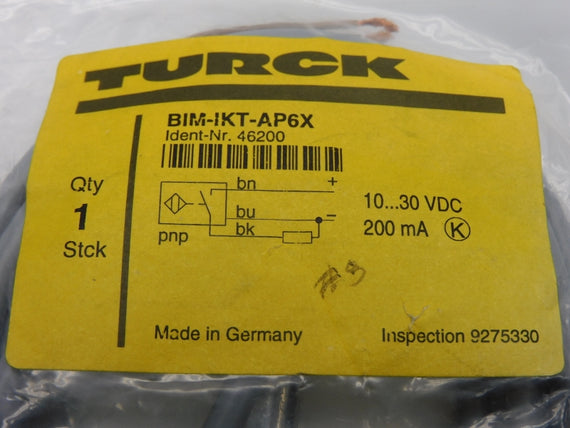 TURCK
BIM-IKT-AP6X
Ident-Nr. 46200
Qty
1
Stck
bn +
bu −
bk
pnp
10...30 VDC
200 mA K
#3
Made in Germany
Inspection 9275330